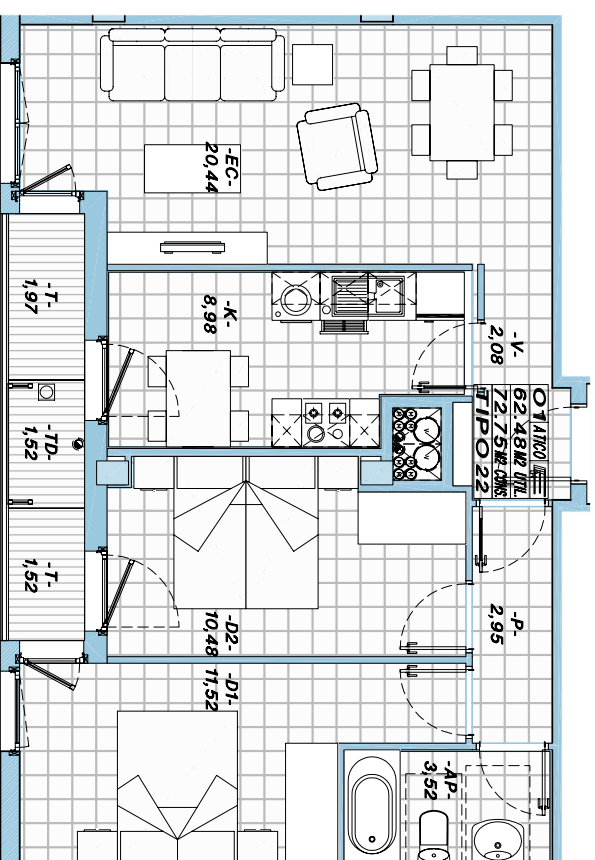 -EC-
20,44
-T-
1,97
-K-
8,98
-V-
2,08
01 ATICO
62.48 M2 UTIL.
72.75 M2 CONS.
TIPO 22
-TD-
1,52
-T-
1,52
-P-
2,95
-D2-
10,48
-D1-
11,52
-AP-
3,52